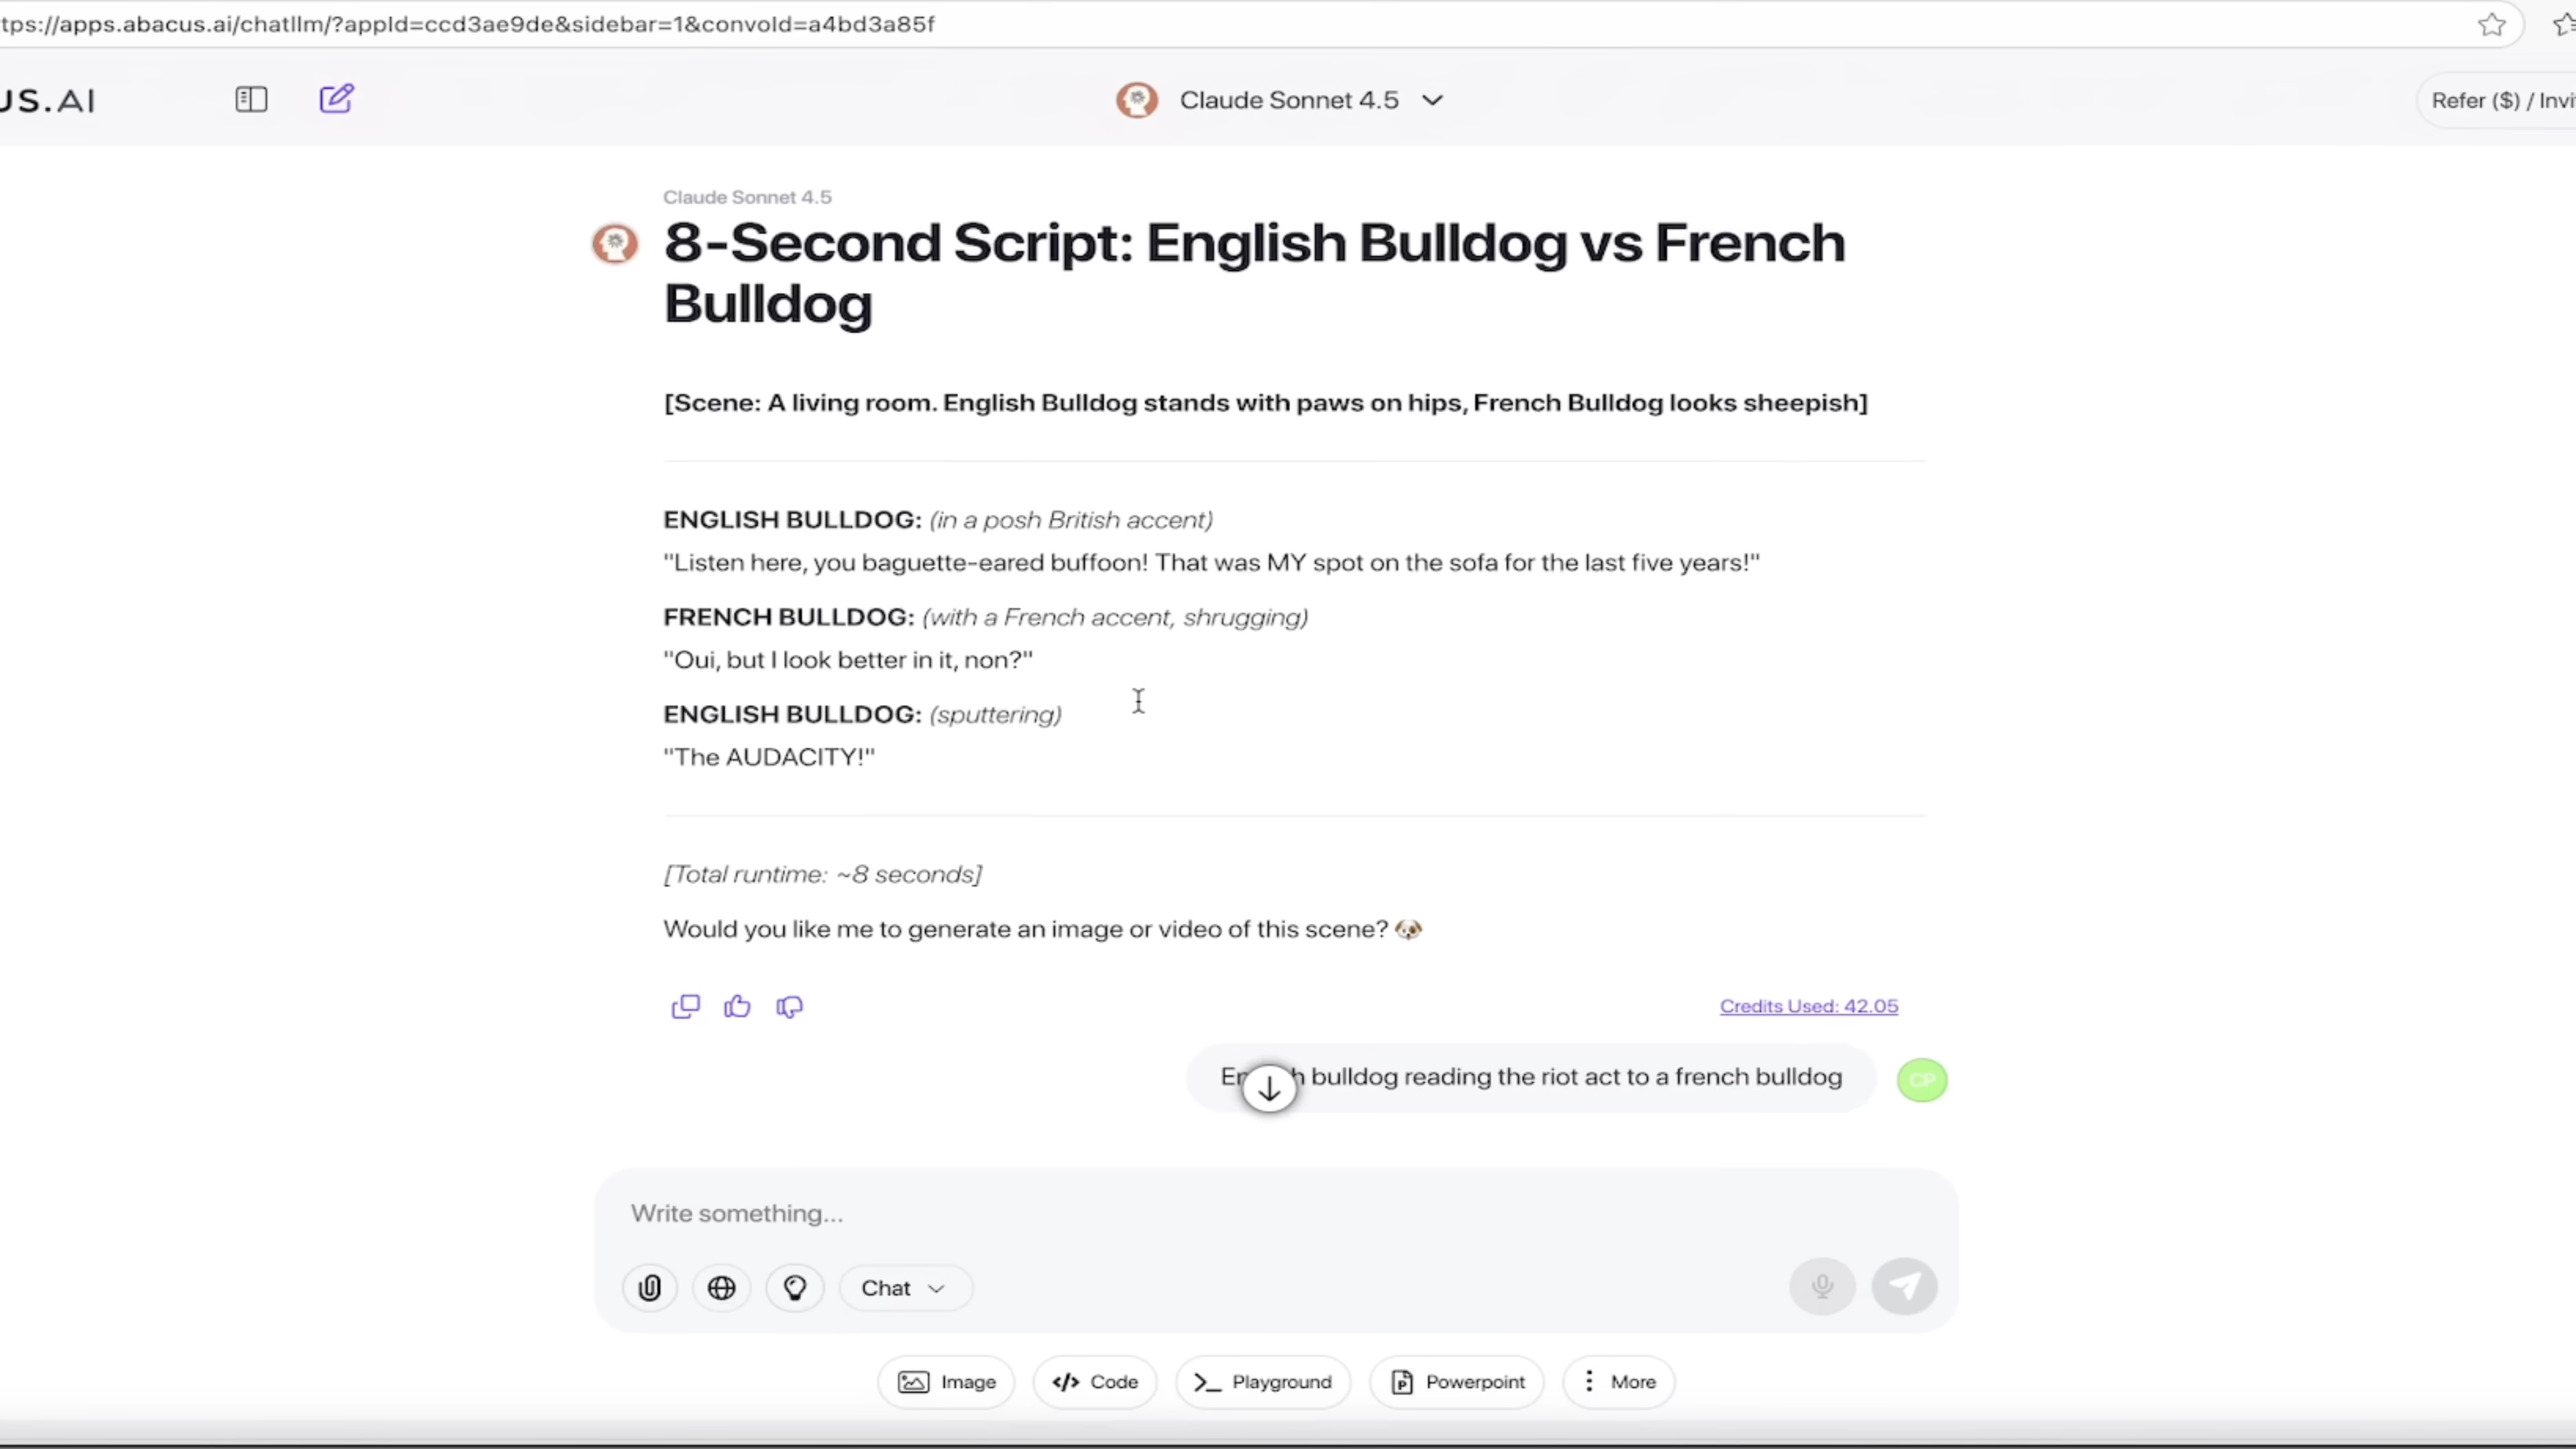 tps://apps.abacus.ai/chatllm/?appId=ccd3ae9de&sidebar=1&convoId=a4bd3a85f
US.AI
Claude Sonnet 4.5
Refer ($) / Invi
Claude Sonnet 4.5
8-Second Script: English Bulldog vs French
Bulldog
[Scene: A living room. English Bulldog stands with paws on hips, French Bulldog looks sheepish]
ENGLISH BULLDOG: (in a posh British accent)
"Listen here, you baguette-eared buffoon! That was MY spot on the sofa for the last five years!"
FRENCH BULLDOG: (with a French accent, shrugging)
"Oui, but I look better in it, non?"
ENGLISH BULLDOG: (sputtering)
"The AUDACITY!"
[Total runtime: ~8 seconds]
Would you like me to generate an image or video of this scene? 🐶
Credits Used: 42.05
bulldog reading the riot act to a french bulldog
CP
Write something...
Chat
Image
</> Code
>_ Playground
Powerpoint
More